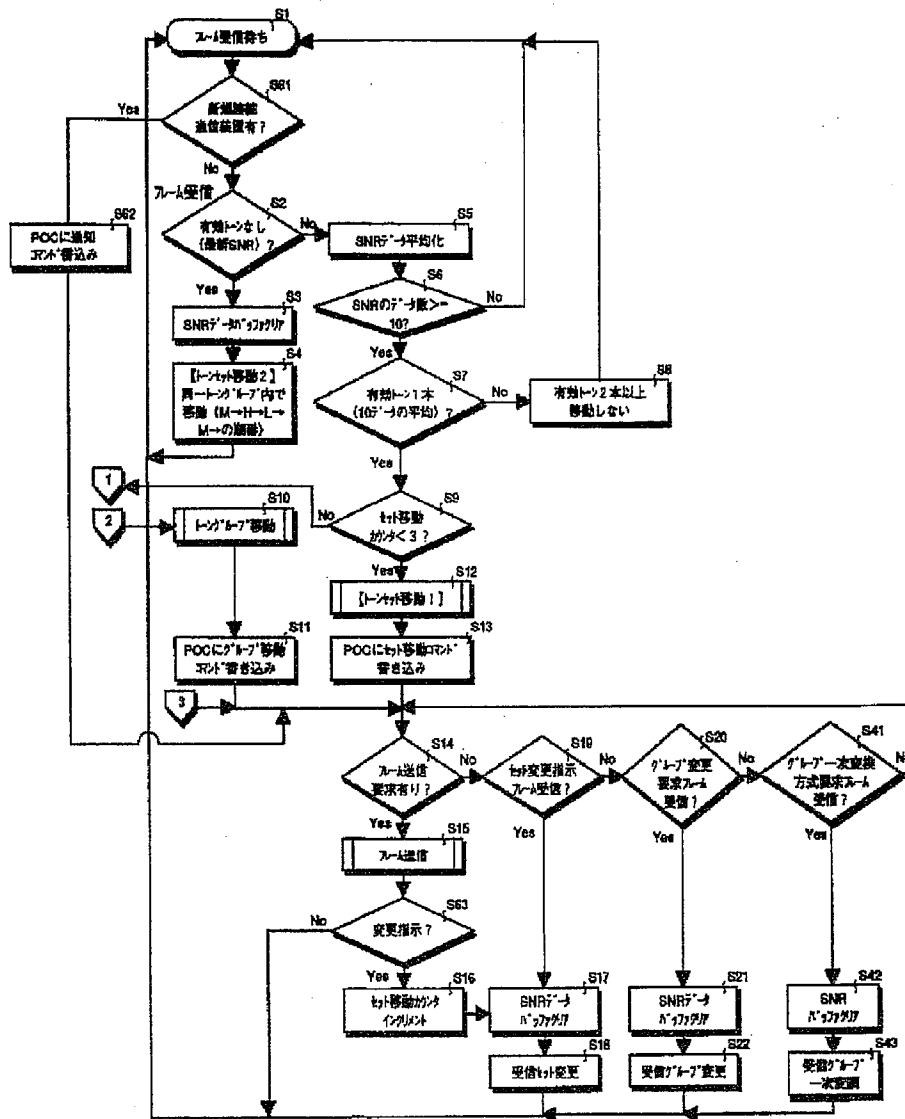 S1
フレーム受信待ち
S61
新規接続
通信装置有？
Yes
No
フレーム受信
S62
POCに通知
コマンド書込み
S2
有効トーンなし
(最新SNR)？
No
Yes
S5
SNRデータ平均化
S6
SNRのデータ数>=
10?
No
Yes
S3
SNRデータバッファクリア
S4
【トーンセット移動2】
同一トーングループ内で
移動 (M→H→L→
M→の順番)
S7
有効トーン1本
(10データの平均)？
No
Yes
S8
有効トーン2本以上
移動しない
1
2
S10
トーングループ移動
S9
セット移動
カウンタ<3？
No
Yes
S12
【トーンセット移動1】
S11
POCにグループ移動
コマンド書き込み
S13
POCにセット移動コマンド
書き込み
3
S14
フレーム送信
要求有り？
No
Yes
S19
セット変更指示
フレーム受信？
No
Yes
S20
グループ変更
要求フレーム
受信？
No
Yes
S41
グループ一次変換
方式要求フレーム
受信？
No
Yes
S15
フレーム送信
S63
変更指示？
No
Yes
S16
セット移動カウンタ
インクリメント
S17
SNRデータ
バッファクリア
S21
SNRデータ
バッファクリア
S42
SNR
バッファクリア
S18
受信セット変更
S22
受信グループ変更
S43
受信グループ
一次変調